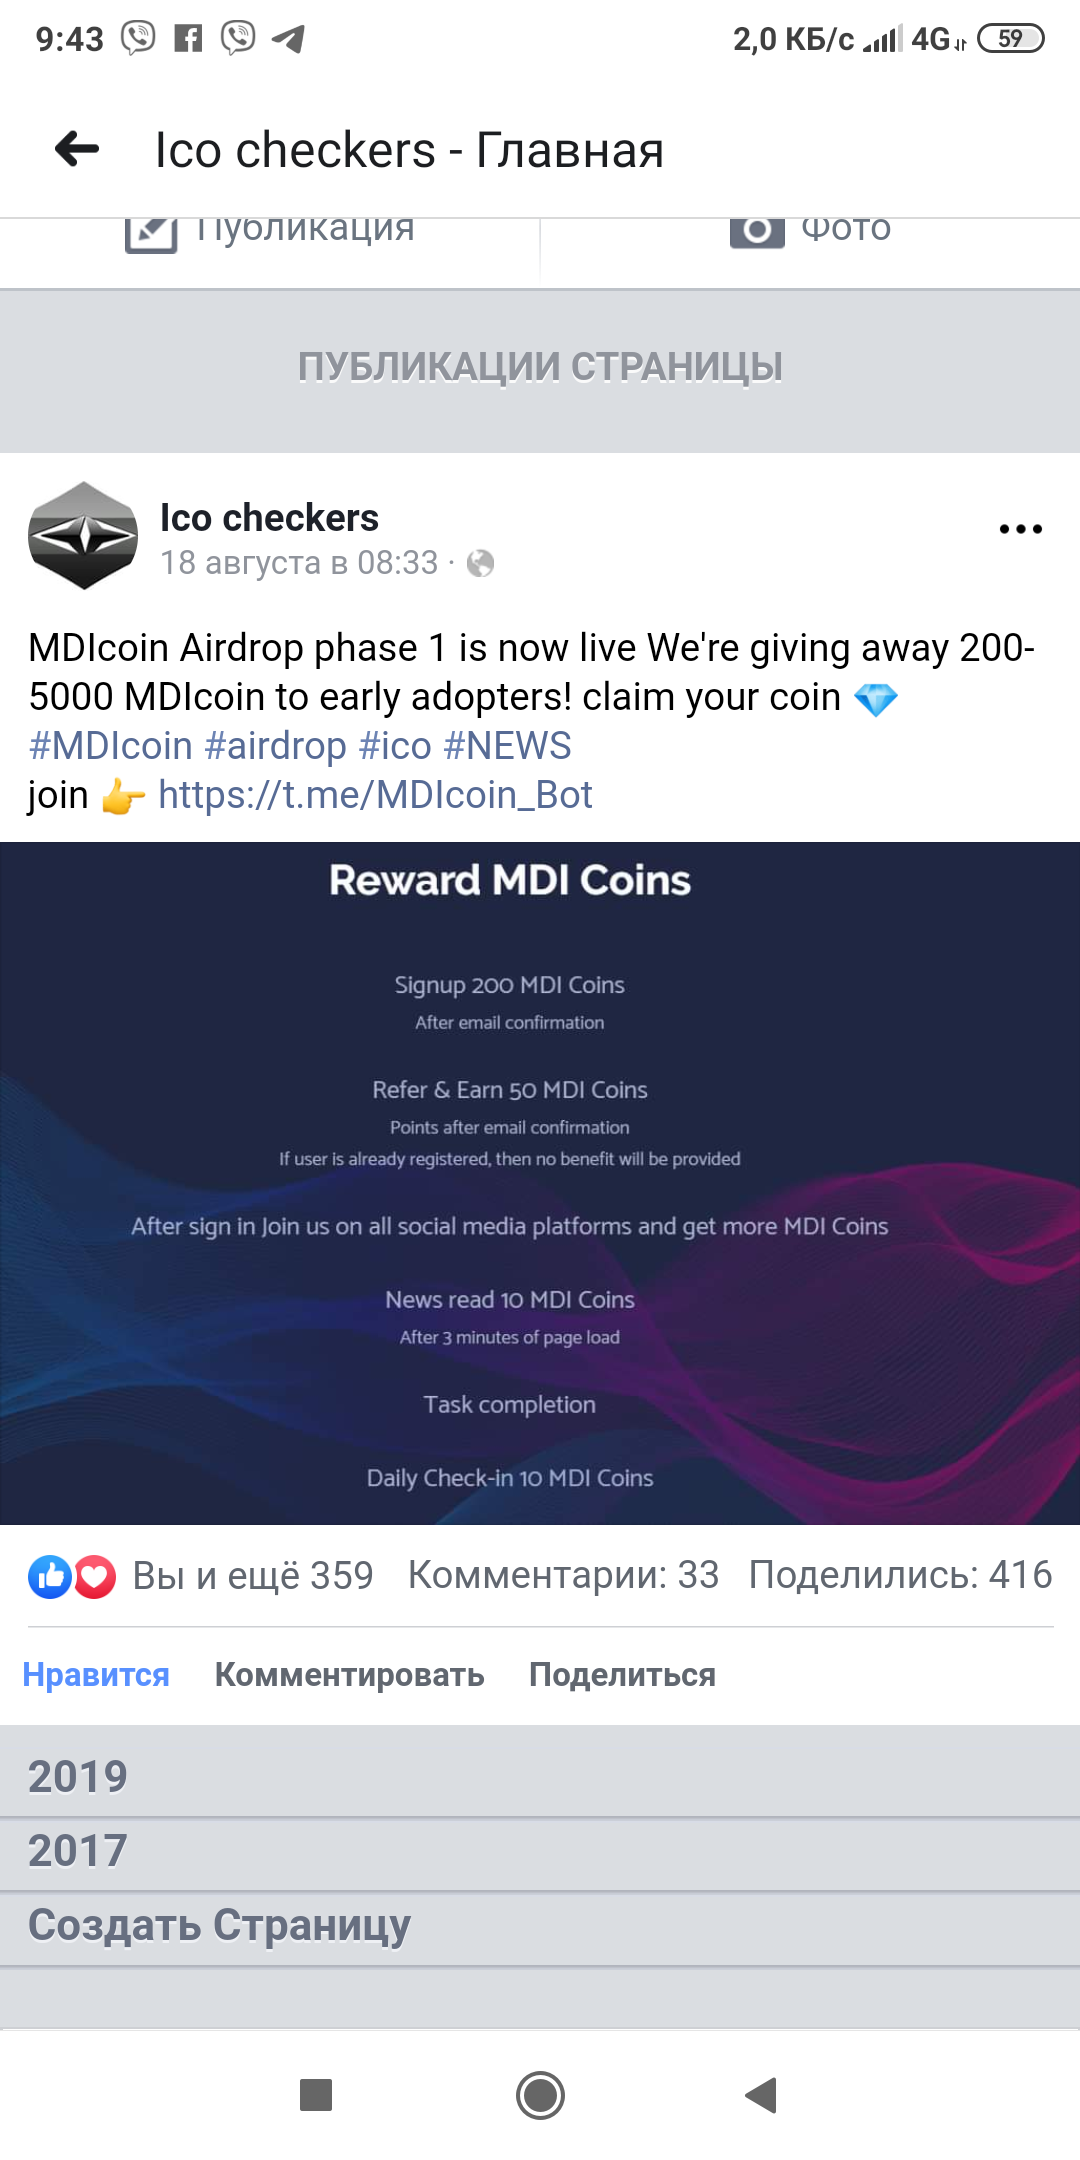 9:43 2,0 КБ/с 4G 59
Ico checkers - Главная
Публикация Фото
ПУБЛИКАЦИИ СТРАНИЦЫ
Ico checkers
18 августа в 08:33 ·
MDIcoin Airdrop phase 1 is now live We're giving away 200-
5000 MDIcoin to early adopters! claim your coin 💎
#MDIcoin #airdrop #ico #NEWS
join 👉 https://t.me/MDIcoin_Bot
Reward MDI Coins
Signup 200 MDI Coins
After email confirmation
Refer & Earn 50 MDI Coins
Points after email confirmation
If user is already registered, then no benefit will be provided
After sign in Join us on all social media platforms and get more MDI Coins
News read 10 MDI Coins
After 3 minutes of page load
Task completion
Daily Check-in 10 MDI Coins
Вы и ещё 359 Комментарии: 33 Поделились: 416
Нравится Комментировать Поделиться
2019
2017
Создать Страницу